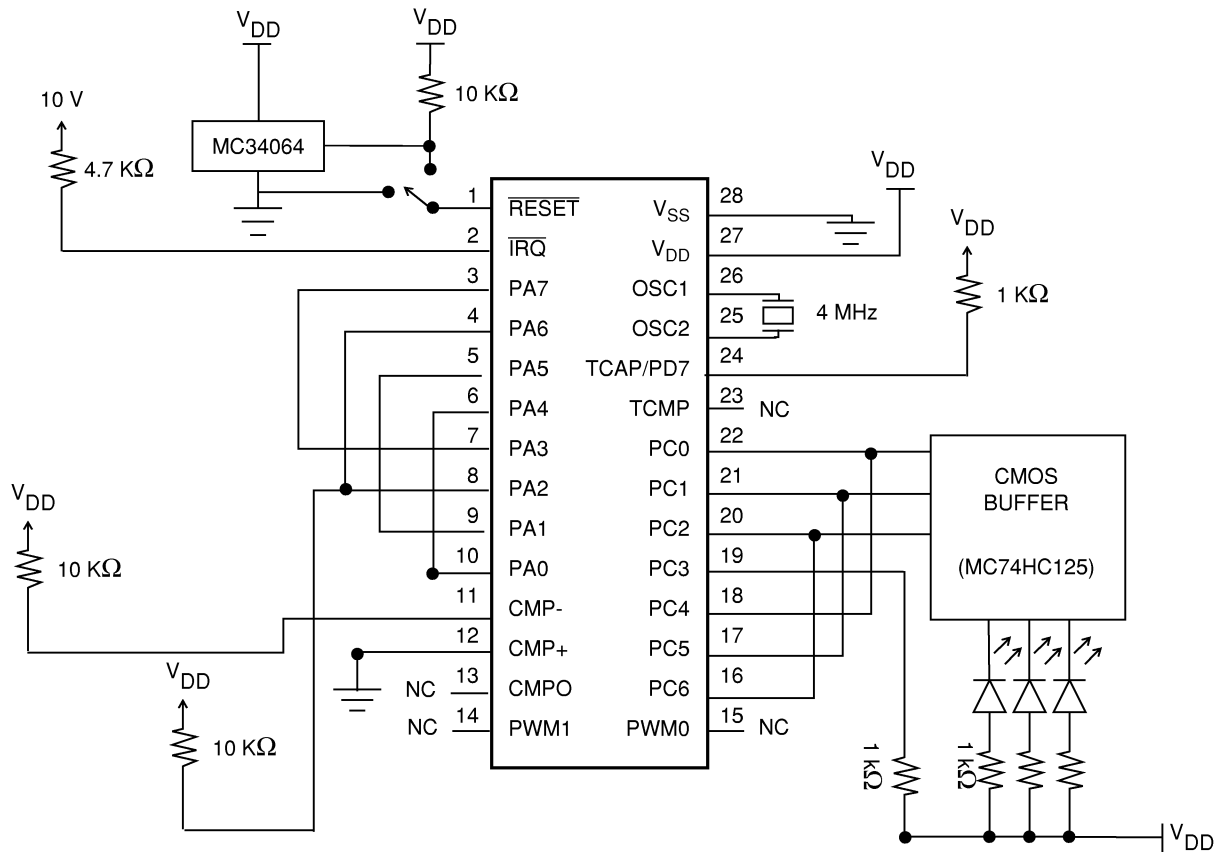 VDD
VDD
10 KΩ
10 V
MC34064
4.7 KΩ
VDD
1
RESET
VSS
28
2
IRQ
VDD
27
VDD
3
PA7
OSC1
26
1 KΩ
4
PA6
OSC2
25
4 MHz
5
PA5
TCAP/PD7
24
6
PA4
TCMP
23
NC
7
PA3
PC0
22
8
PA2
PC1
21
CMOS
BUFFER
(MC74HC125)
VDD
9
PA1
PC2
20
10 KΩ
10
PA0
PC3
19
11
CMP-
PC4
18
12
CMP+
PC5
17
VDD
NC
13
CMPO
PC6
16
NC
14
PWM1
PWM0
15
NC
10 KΩ
1 kΩ
1 kΩ
VDD